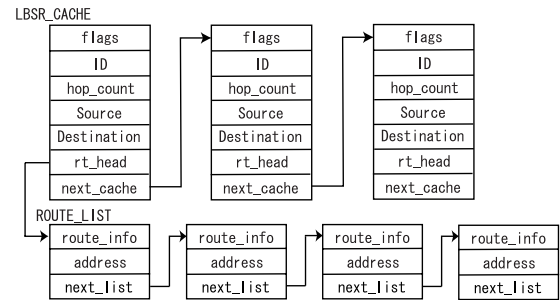 LBSR_CACHE
flags flags flags
ID ID ID
hop_count hop_count hop_count
Source Source Source
Destination Destination Destination
rt_head rt_head rt_head
next_cache next_cache next_cache
ROUTE_LIST
route_info route_info route_info route_info
address address address address
next_list next_list next_list next_list